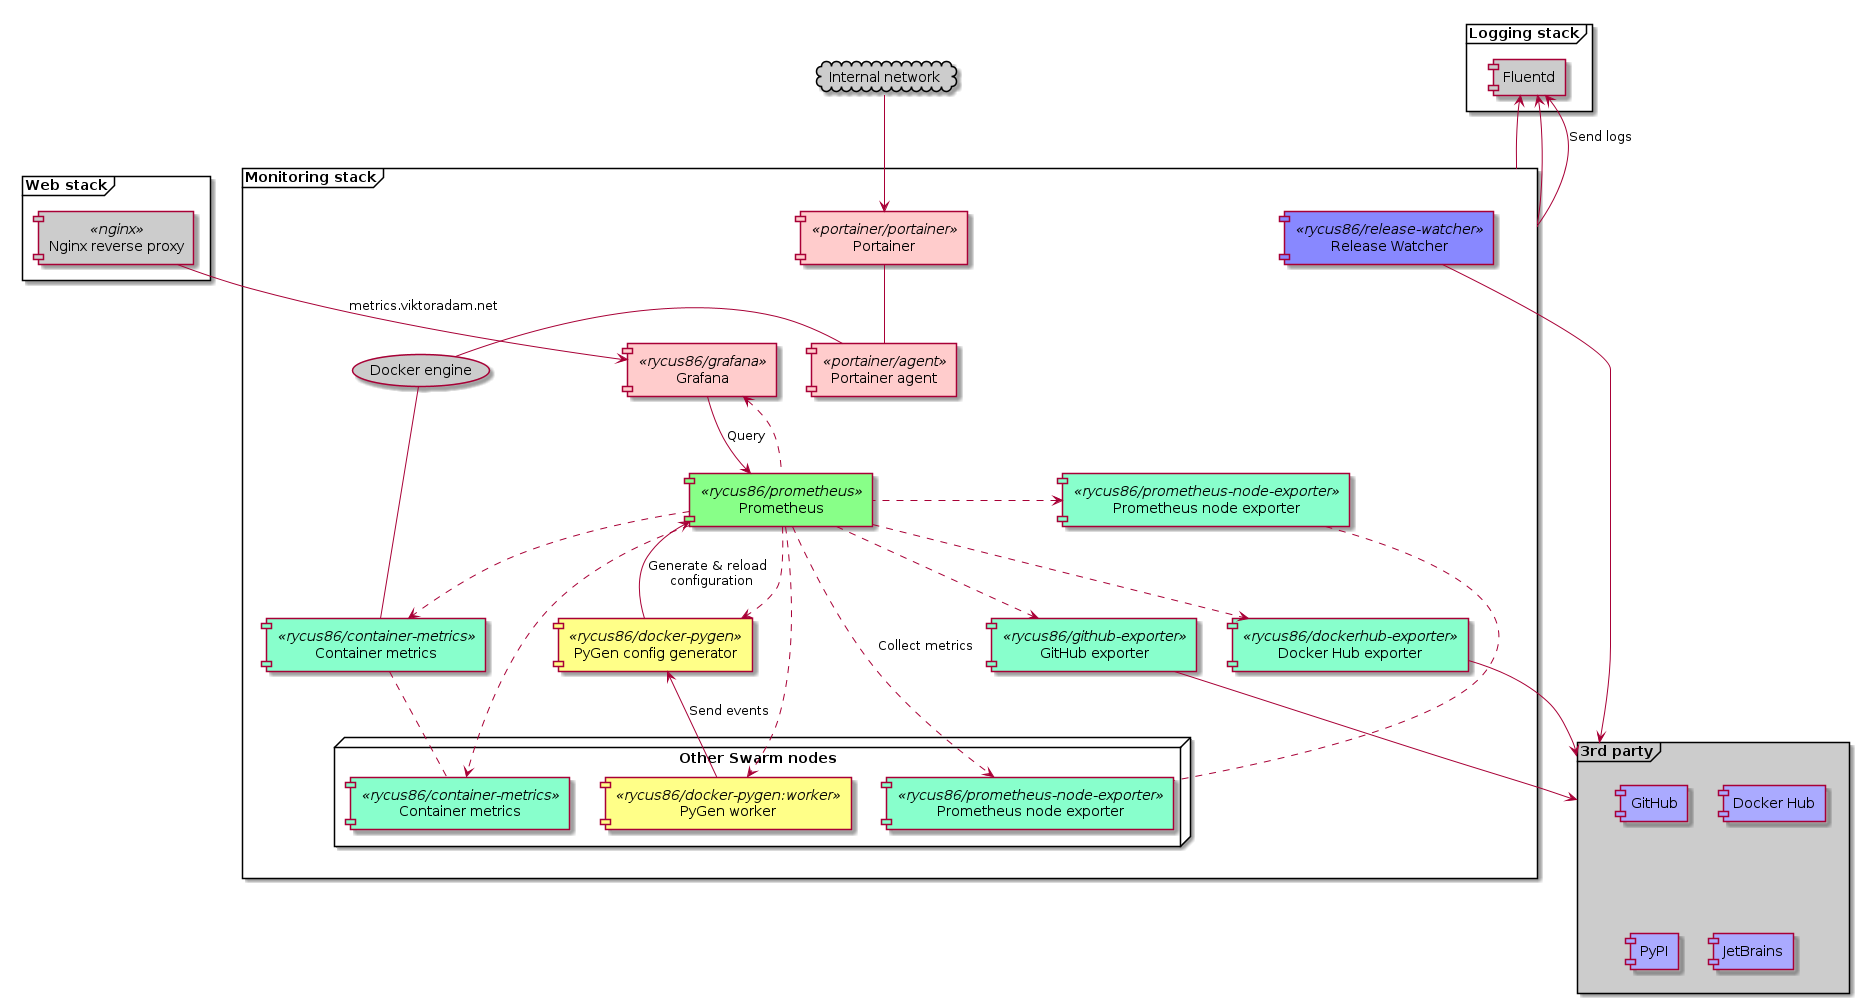 Logging stack
Fluentd
Internal network
Send logs
Monitoring stack
Web stack
«nginx»
Nginx reverse proxy
«portainer/portainer»
Portainer
«rycus86/release-watcher»
Release Watcher
metrics.viktoradam.net
Docker engine
«rycus86/grafana»
Grafana
«portainer/agent»
Portainer agent
Query
«rycus86/prometheus»
Prometheus
«rycus86/prometheus-node-exporter»
Prometheus node exporter
Generate & reload
configuration
«rycus86/container-metrics»
Container metrics
«rycus86/docker-pygen»
PyGen config generator
Collect metrics
«rycus86/github-exporter»
GitHub exporter
«rycus86/dockerhub-exporter»
Docker Hub exporter
Send events
Other Swarm nodes
«rycus86/container-metrics»
Container metrics
«rycus86/docker-pygen:worker»
PyGen worker
«rycus86/prometheus-node-exporter»
Prometheus node exporter
3rd party
GitHub
Docker Hub
PyPI
JetBrains